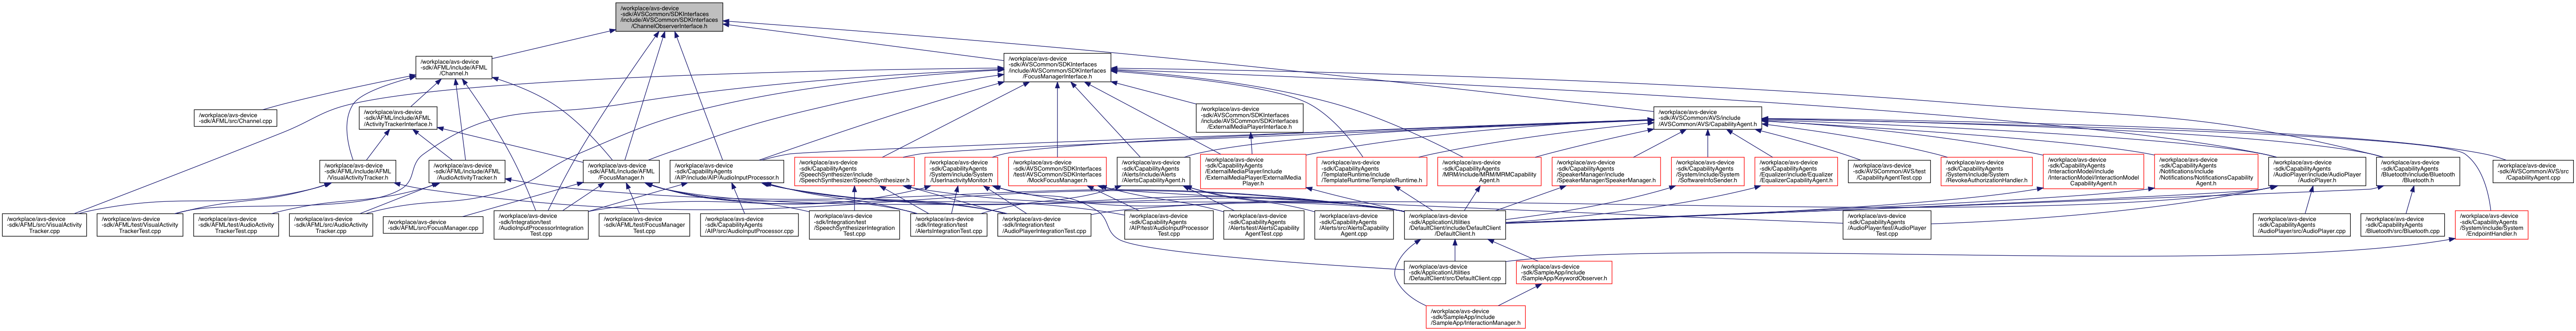 /workplace/avs-device
-sdk/AVSCommon/SDKInterfaces
/include/AVSCommon/SDKInterfaces
/ChannelObserverInterface.h
/workplace/avs-device
-sdk/AFML/include/AFML
/Channel.h
/workplace/avs-device
-sdk/AVSCommon/SDKInterfaces
/include/AVSCommon/SDKInterfaces
/FocusManagerInterface.h
/workplace/avs-device
-sdk/AFML/src/Channel.cpp
/workplace/avs-device
-sdk/AFML/include/AFML
/ActivityTrackerInterface.h
/workplace/avs-device
-sdk/AVSCommon/SDKInterfaces
/include/AVSCommon/SDKInterfaces
/ExternalMediaPlayerInterface.h
/workplace/avs-device
-sdk/AVSCommon/AVS/include
/AVSCommon/AVS/CapabilityAgent.h
/workplace/avs-device
-sdk/AFML/include/AFML
/VisualActivityTracker.h
/workplace/avs-device
-sdk/AFML/include/AFML
/AudioActivityTracker.h
/workplace/avs-device
-sdk/AFML/include/AFML
/FocusManager.h
/workplace/avs-device
-sdk/CapabilityAgents
/AIP/include/AIP/AudioInputProcessor.h
/workplace/avs-device
-sdk/CapabilityAgents
/SpeechSynthesizer/include
/SpeechSynthesizer/SpeechSynthesizer.h
/workplace/avs-device
-sdk/CapabilityAgents
/System/include/System
/UserInactivityMonitor.h
/workplace/avs-device
-sdk/AVSCommon/SDKInterfaces
/test/AVSCommon/SDKInterfaces
/MockFocusManager.h
/workplace/avs-device
-sdk/CapabilityAgents
/Alerts/include/Alerts
/AlertsCapabilityAgent.h
/workplace/avs-device
-sdk/CapabilityAgents
/ExternalMediaPlayer/include
/ExternalMediaPlayer/ExternalMedia
Player.h
/workplace/avs-device
-sdk/CapabilityAgents
/TemplateRuntime/include
/TemplateRuntime/TemplateRuntime.h
/workplace/avs-device
-sdk/CapabilityAgents
/MRM/include/MRM/MRMCapability
Agent.h
/workplace/avs-device
-sdk/CapabilityAgents
/SpeakerManager/include
/SpeakerManager/SpeakerManager.h
/workplace/avs-device
-sdk/CapabilityAgents
/System/include/System
/SoftwareInfoSender.h
/workplace/avs-device
-sdk/CapabilityAgents
/Equalizer/include/Equalizer
/EqualizerCapabilityAgent.h
/workplace/avs-device
-sdk/AVSCommon/AVS/test
/CapabilityAgentTest.cpp
/workplace/avs-device
-sdk/CapabilityAgents
/System/include/System
/RevokeAuthorizationHandler.h
/workplace/avs-device
-sdk/CapabilityAgents
/InteractionModel/include
/InteractionModel/InteractionModel
CapabilityAgent.h
/workplace/avs-device
-sdk/CapabilityAgents
/Notifications/include
/Notifications/NotificationsCapability
Agent.h
/workplace/avs-device
-sdk/CapabilityAgents
/AudioPlayer/include/AudioPlayer
/AudioPlayer.h
/workplace/avs-device
-sdk/CapabilityAgents
/Bluetooth/include/Bluetooth
/Bluetooth.h
/workplace/avs-device
-sdk/AVSCommon/AVS/src
/CapabilityAgent.cpp
/workplace/avs-device
-sdk/AFML/src/VisualActivity
Tracker.cpp
/workplace/avs-device
-sdk/AFML/test/VisualActivity
TrackerTest.cpp
/workplace/avs-device
-sdk/AFML/test/AudioActivity
TrackerTest.cpp
/workplace/avs-device
-sdk/AFML/src/AudioActivity
Tracker.cpp
/workplace/avs-device
-sdk/AFML/src/FocusManager.cpp
/workplace/avs-device
-sdk/Integration/test
/AudioInputProcessorIntegration
Test.cpp
/workplace/avs-device
-sdk/AFML/test/FocusManager
Test.cpp
/workplace/avs-device
-sdk/CapabilityAgents
/AIP/src/AudioInputProcessor.cpp
/workplace/avs-device
-sdk/Integration/test
/SpeechSynthesizerIntegration
Test.cpp
/workplace/avs-device
-sdk/Integration/test
/AlertsIntegrationTest.cpp
/workplace/avs-device
-sdk/Integration/test
/AudioPlayerIntegrationTest.cpp
/workplace/avs-device
-sdk/CapabilityAgents
/AIP/test/AudioInputProcessor
Test.cpp
/workplace/avs-device
-sdk/CapabilityAgents
/Alerts/test/AlertsCapability
AgentTest.cpp
/workplace/avs-device
-sdk/CapabilityAgents
/Alerts/src/AlertsCapability
Agent.cpp
/workplace/avs-device
-sdk/ApplicationUtilities
/DefaultClient/include/DefaultClient
/DefaultClient.h
/workplace/avs-device
-sdk/CapabilityAgents
/AudioPlayer/test/AudioPlayer
Test.cpp
/workplace/avs-device
-sdk/CapabilityAgents
/AudioPlayer/src/AudioPlayer.cpp
/workplace/avs-device
-sdk/CapabilityAgents
/Bluetooth/src/Bluetooth.cpp
/workplace/avs-device
-sdk/CapabilityAgents
/System/include/System
/EndpointHandler.h
/workplace/avs-device
-sdk/ApplicationUtilities
/DefaultClient/src/DefaultClient.cpp
/workplace/avs-device
-sdk/SampleApp/include
/SampleApp/KeywordObserver.h
/workplace/avs-device
-sdk/SampleApp/include
/SampleApp/InteractionManager.h